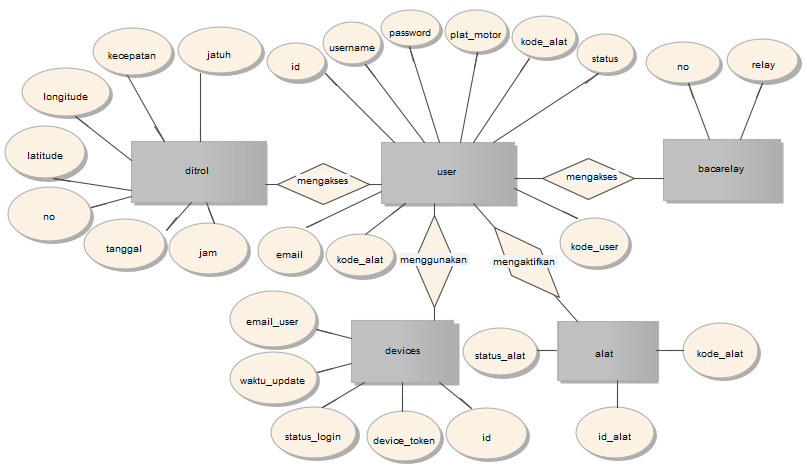 kecepatan
jatuh
id
username
password
plat_motor
kode_alat
status
no
relay
longitude
latitude
ditrol
mengakses
user
mengakses
bacarelay
no
tanggal
jam
email
kode_alat
menggunakan
mengaktifkan
kode_user
email_user
devices
status_alat
alat
kode_alat
waktu_update
status_login
device_token
id
id_alat